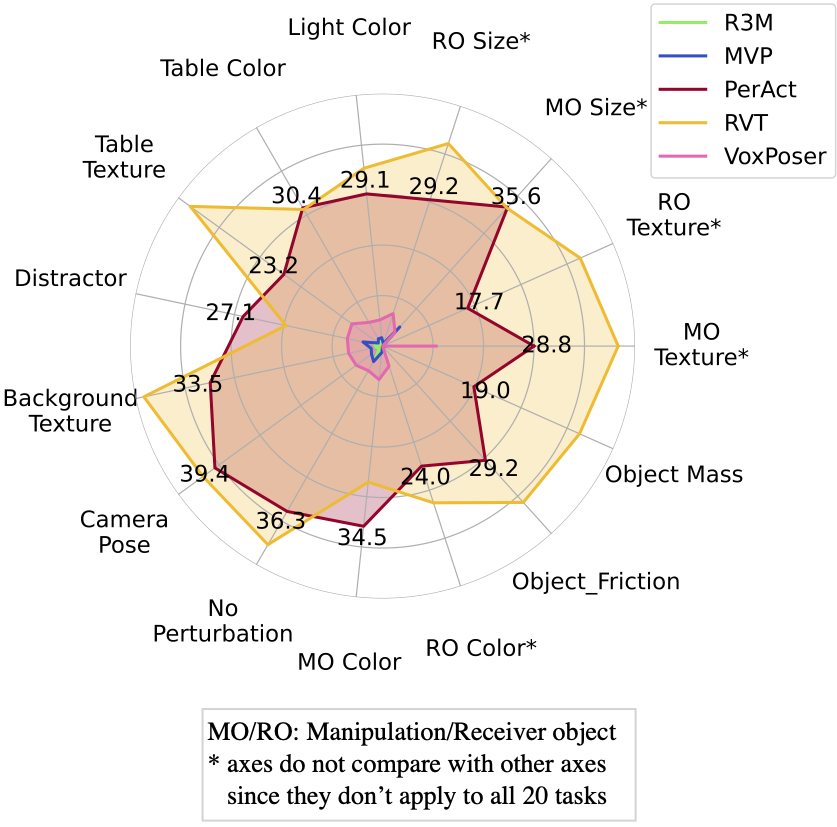 Light Color
RO Size*
Table Color
MO Size*
R3M
MVP
PerAct
RVT
VoxPoser
Table
Texture
RO
Texture*
30.4
29.1
29.2
35.6
23.2
17.7
Distractor
27.1
28.8
MO
Texture*
Background
Texture
33.5
19.0
39.4
29.2
Object Mass
24.0
Camera
Pose
36.3
34.5
Object_Friction
No
Perturbation
MO Color
RO Color*
MO/RO: Manipulation/Receiver object
* axes do not compare with other axes
since they don’t apply to all 20 tasks